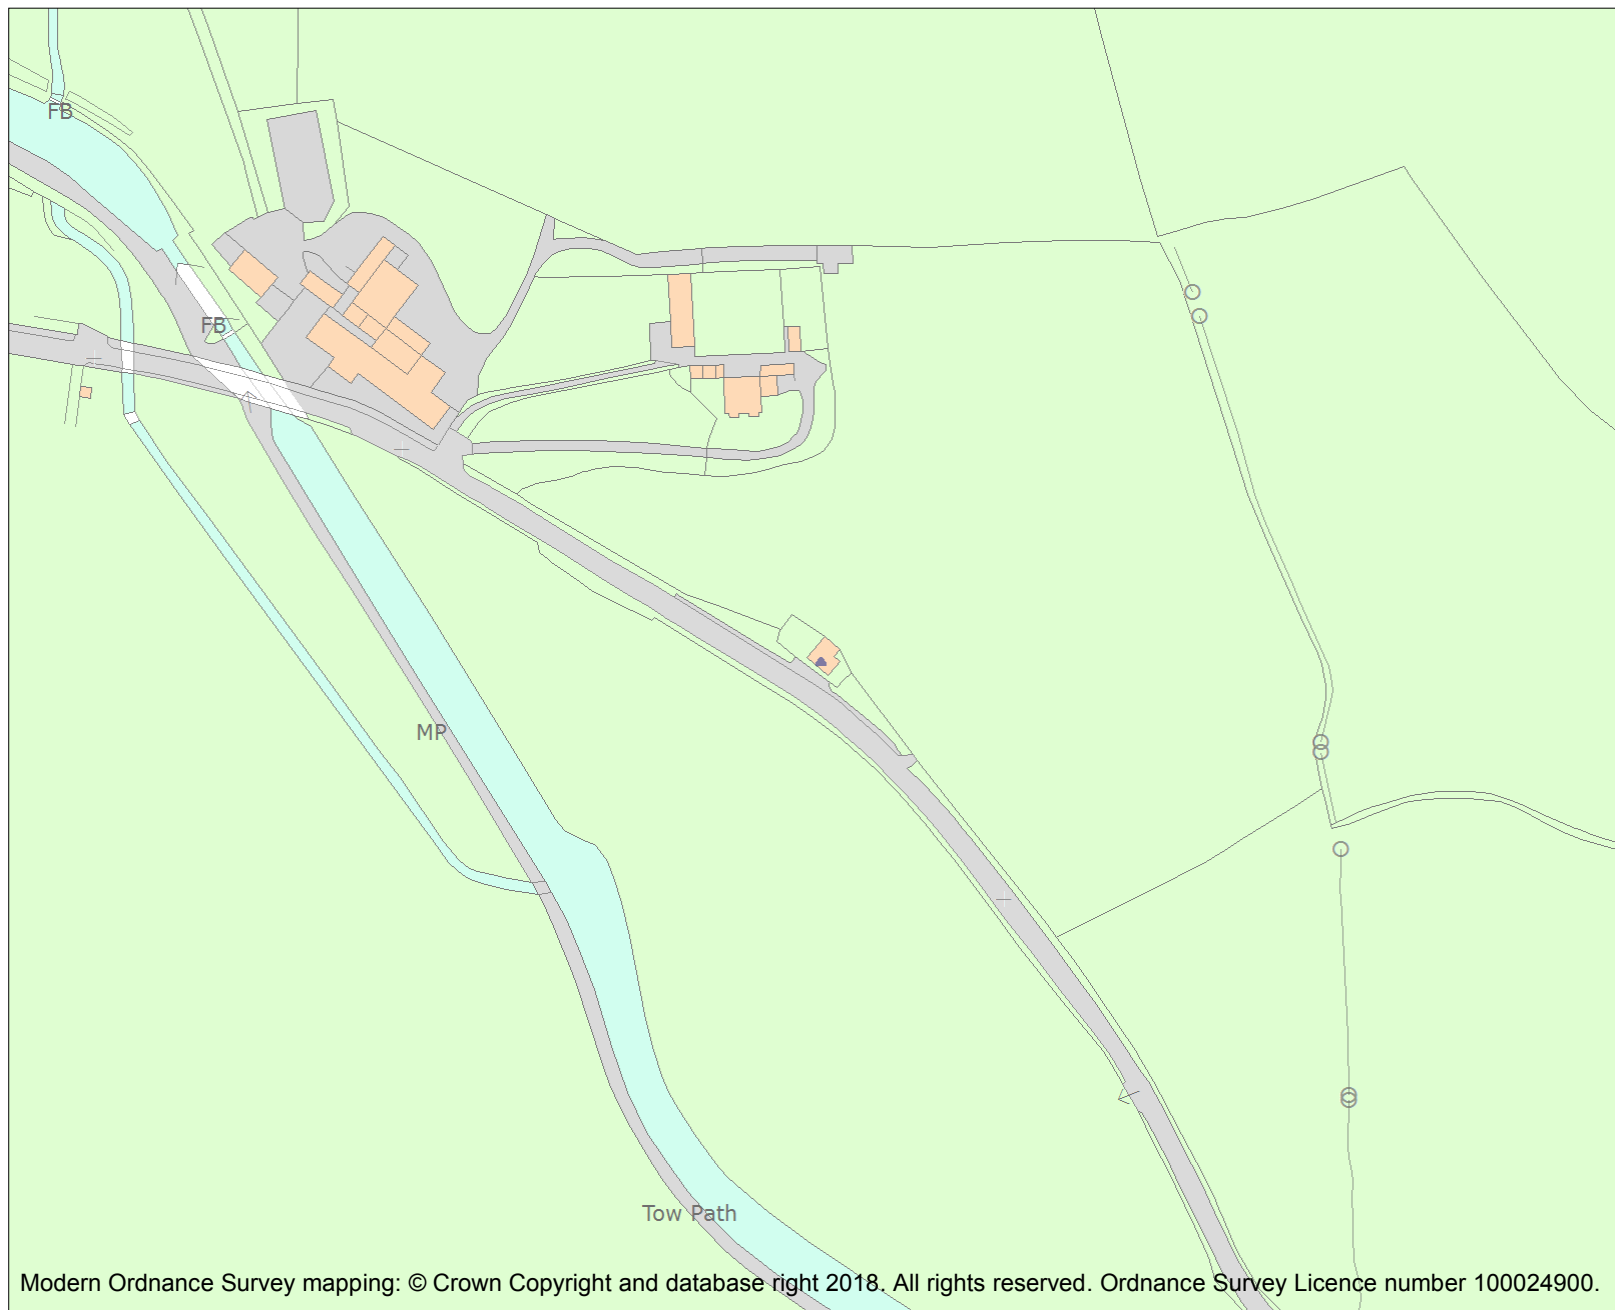 FB
FB
MP
Tow Path
Modern Ordnance Survey mapping: © Crown Copyright and database right 2018. All rights reserved. Ordnance Survey Licence number 100024900.